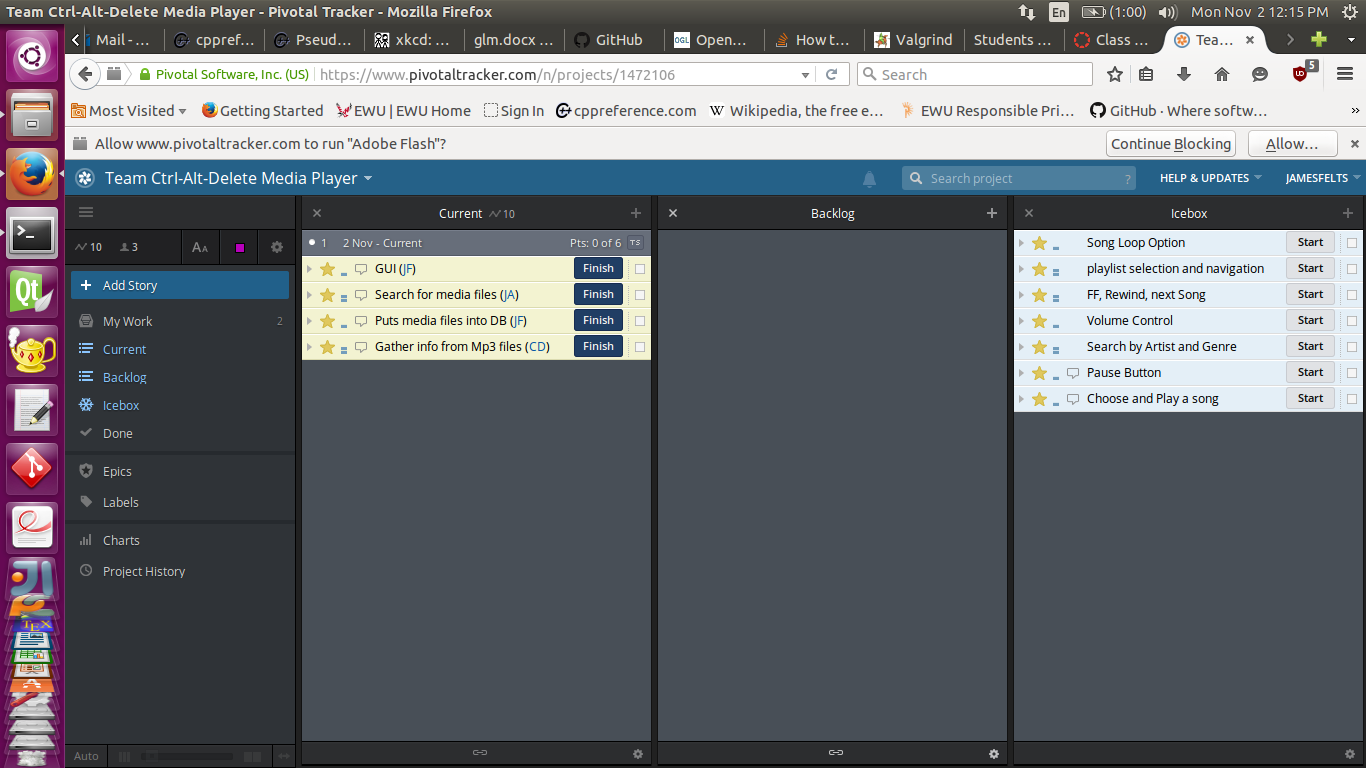 Team Ctrl-Alt-Delete Media Player - Pivotal Tracker - Mozilla Firefox
En (1:00) Mon Nov 2 12:15 PM
Mail - ... cppref... Pseud... xkcd: ... glm.docx ... GitHub OGL Open... How t... Valgrind Students ... Class ... Tea...
Pivotal Software, Inc. (US) https://www.pivotaltracker.com/n/projects/1472106 Search 5
Most Visited Getting Started EWU | EWU Home Sign In cppreference.com W Wikipedia, the free e... EWU Responsible Pri... GitHub · Where softw...
Allow www.pivotaltracker.com to run "Adobe Flash"? Continue Blocking Allow...
Team Ctrl-Alt-Delete Media Player Search project ? HELP & UPDATES JAMESFELTS
Current 10 Backlog Icebox
10 3 AA
1 2 Nov - Current Pts: 0 of 6 TS
GUI (JF) Finish
Search for media files (JA) Finish
Puts media files into DB (JF) Finish
Gather info from Mp3 files (CD) Finish
Song Loop Option Start
playlist selection and navigation Start
FF, Rewind, next Song Start
Volume Control Start
Search by Artist and Genre Start
Pause Button Start
Choose and Play a song Start
Add Story
My Work 2
Current
Backlog
Icebox
Done
Epics
Labels
Charts
Project History
Auto
Qt